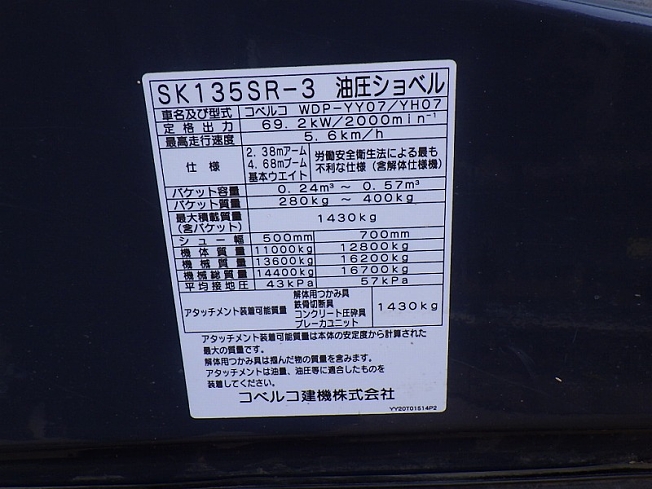 SK135SR-3 油圧ショベル
車名及び型式 コベルコ WDP-YY07/YH07
定格出力 69.2kW/2000min⁻¹
最高走行速度 5.6km/h
仕様 2.38mアーム 4.68mブーム 基本ウエイト 労働安全衛生法による最も不利な仕様(含解体仕様機)
バケット容量 0.24m³ ~ 0.57m³
バケット質量 280kg ~ 400kg
最大積載質量(含バケット) 1430kg
シュー幅 500mm 700mm
機体質量 11000kg 12800kg
機械質量 13600kg 16200kg
機械総質量 14400kg 16700kg
平均接地圧 43kPa 57kPa
アタッチメント装着可能質量 解体用つかみ具 鉄骨切断具 コンクリート圧砕具 ブレーカユニット 1430kg
アタッチメント装着可能質量は本体の安定度から計算された
最大の質量です。
解体用つかみ具は掴んだ物の質量を含みます。
アタッチメントは油量、油圧等に適合したものを
装着してください。
コベルコ建機株式会社
YY20T01514P2